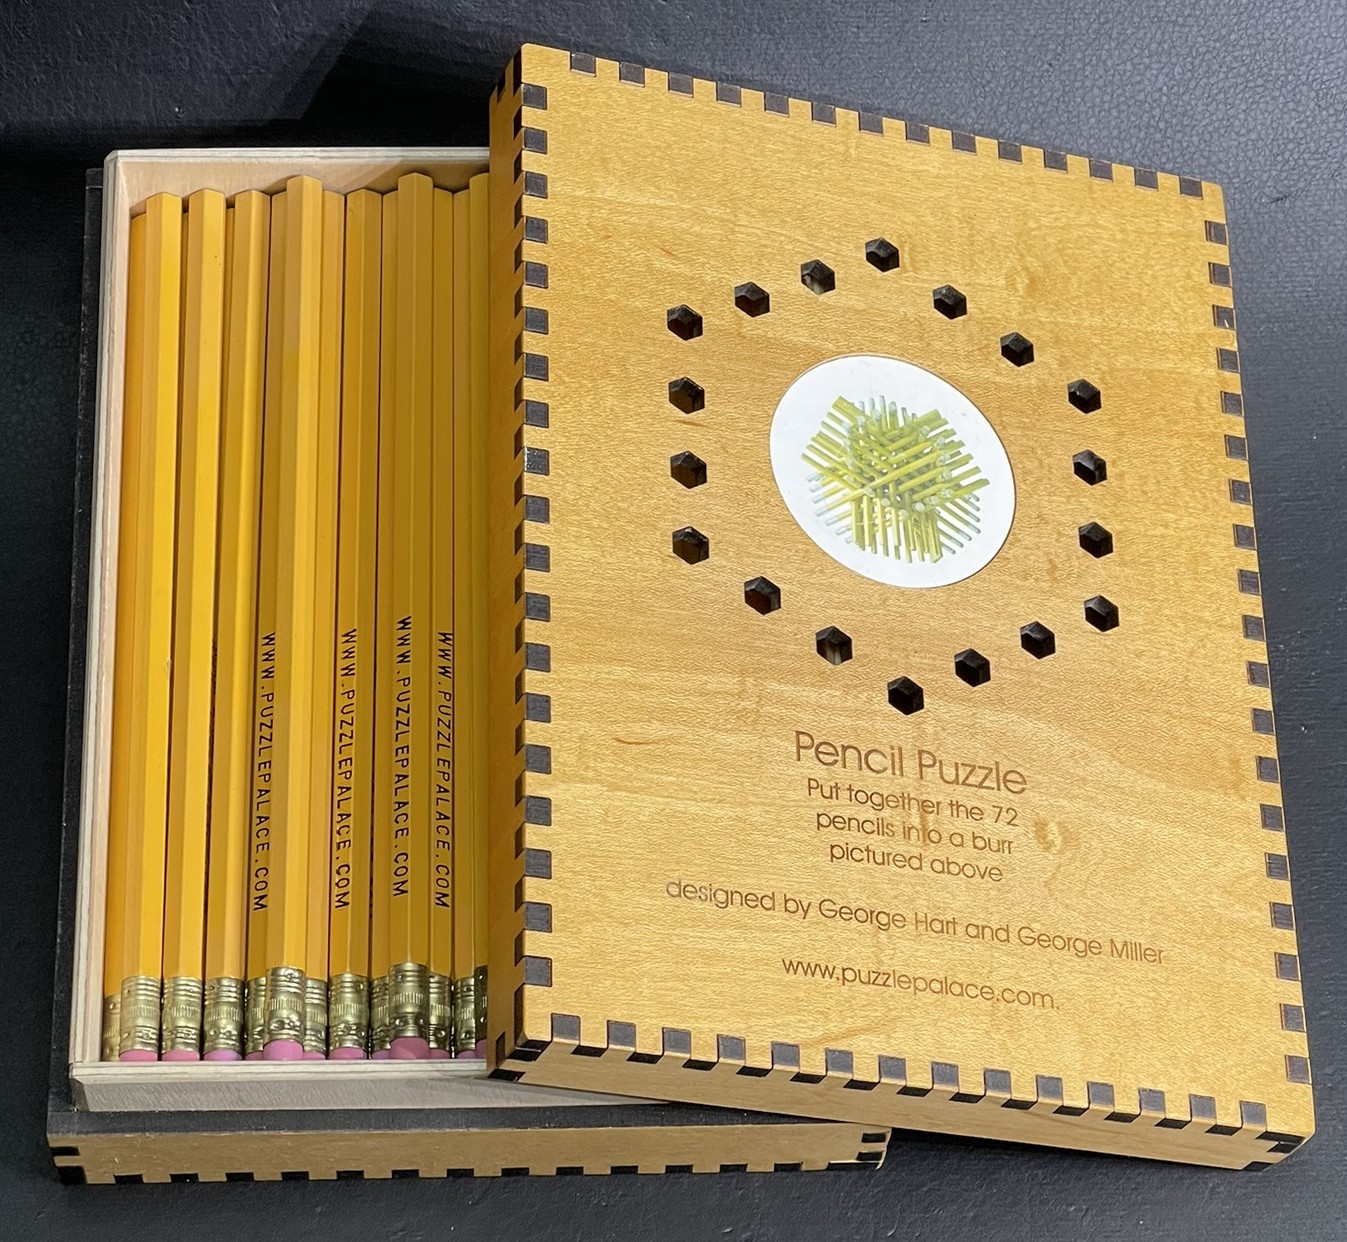 WWW.PUZZLEPALACE.COM
WWW.PUZZLEPALACE.COM
WWW.PUZZLEPALACE.COM
WWW.PUZZLEPALACE.COM
Pencil Puzzle
Put together the 72
pencils into a burr
pictured above
designed by George Hart and George Miller
www.puzzlepalace.com.